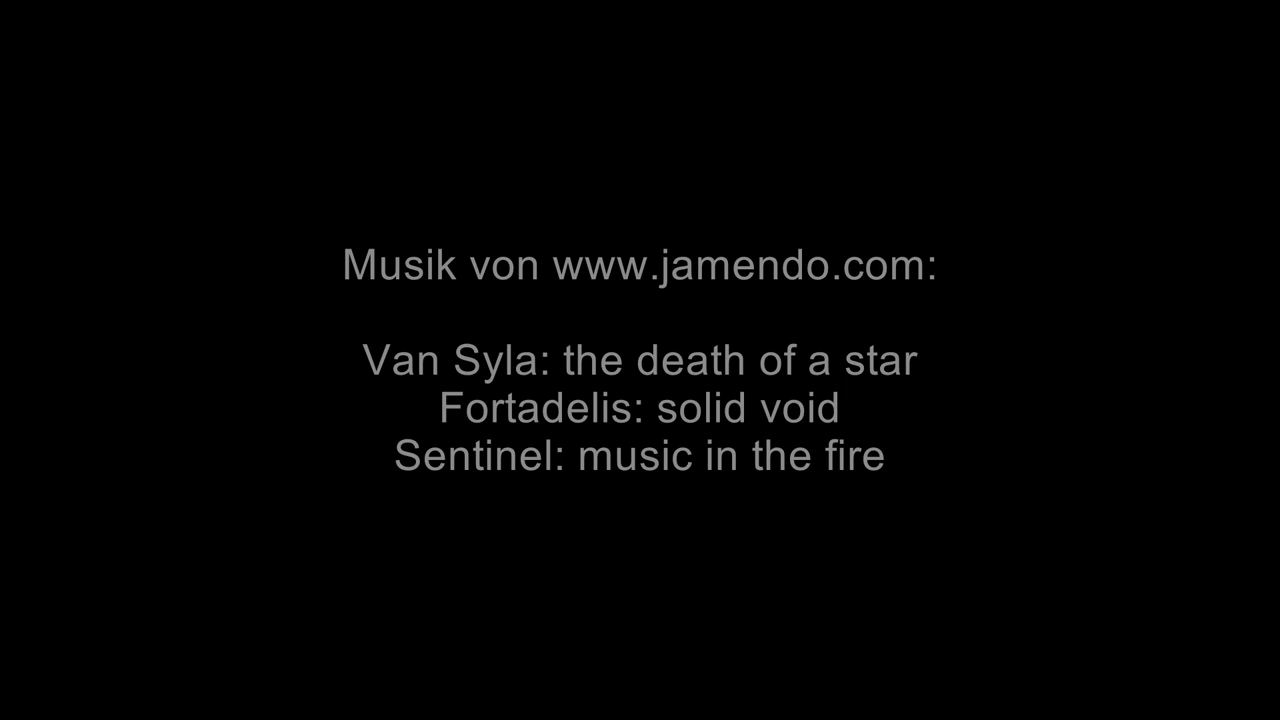 Musik von www.jamendo.com:
Van Syla: the death of a star
Fortadelis: solid void
Sentinel: music in the fire